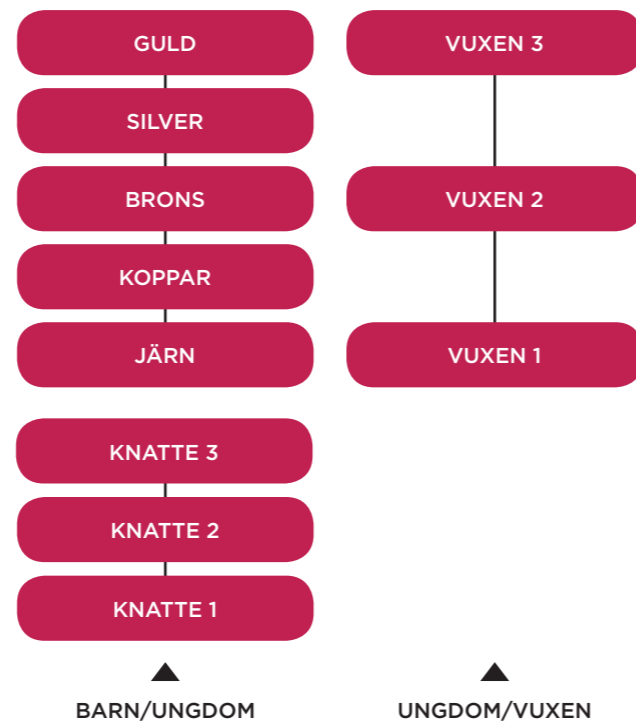 GULD
SILVER
BRONS
KOPPAR
JÄRN
KNATTE 3
KNATTE 2
KNATTE 1
BARN/UNGDOM
VUXEN 3
VUXEN 2
VUXEN 1
UNGDOM/VUXEN